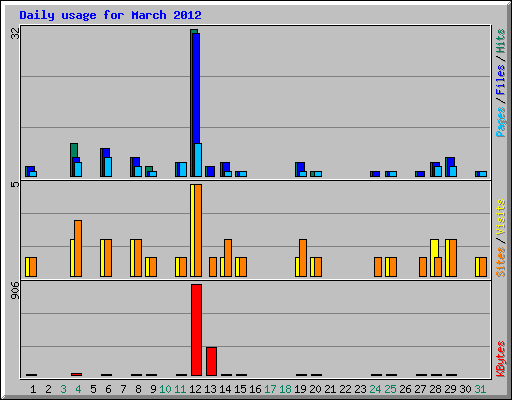 Daily usage for March 2012
32
5
906
Pages / Files / Hits
Sites / Visits
KBytes
1 2 3 4 5 6 7 8 9 10 11 12 13 14 15 16 17 18 19 20 21 22 23 24 25 26 27 28 29 30 31